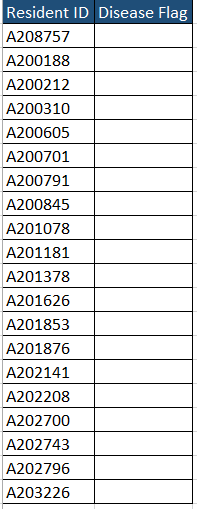 Resident ID Disease Flag
A208757
A200188
A200212
A200310
A200605
A200701
A200791
A200845
A201078
A201181
A201378
A201626
A201853
A201876
A202141
A202208
A202700
A202743
A202796
A203226